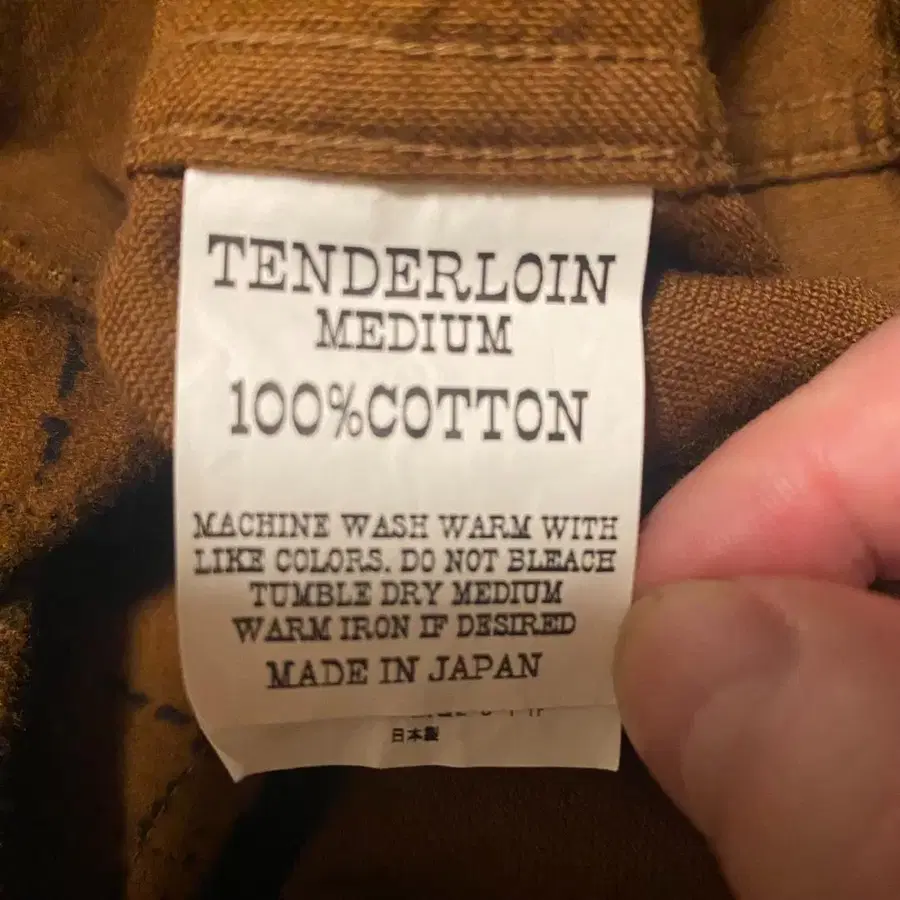 TENDERLOIN
MEDIUM
100%COTTON
MACHINE WASH WARM WITH
LIKE COLORS. DO NOT BLEACH
TUMBLE DRY MEDIUM
WARM IRON IF DESIRED
MADE IN JAPAN
日本製